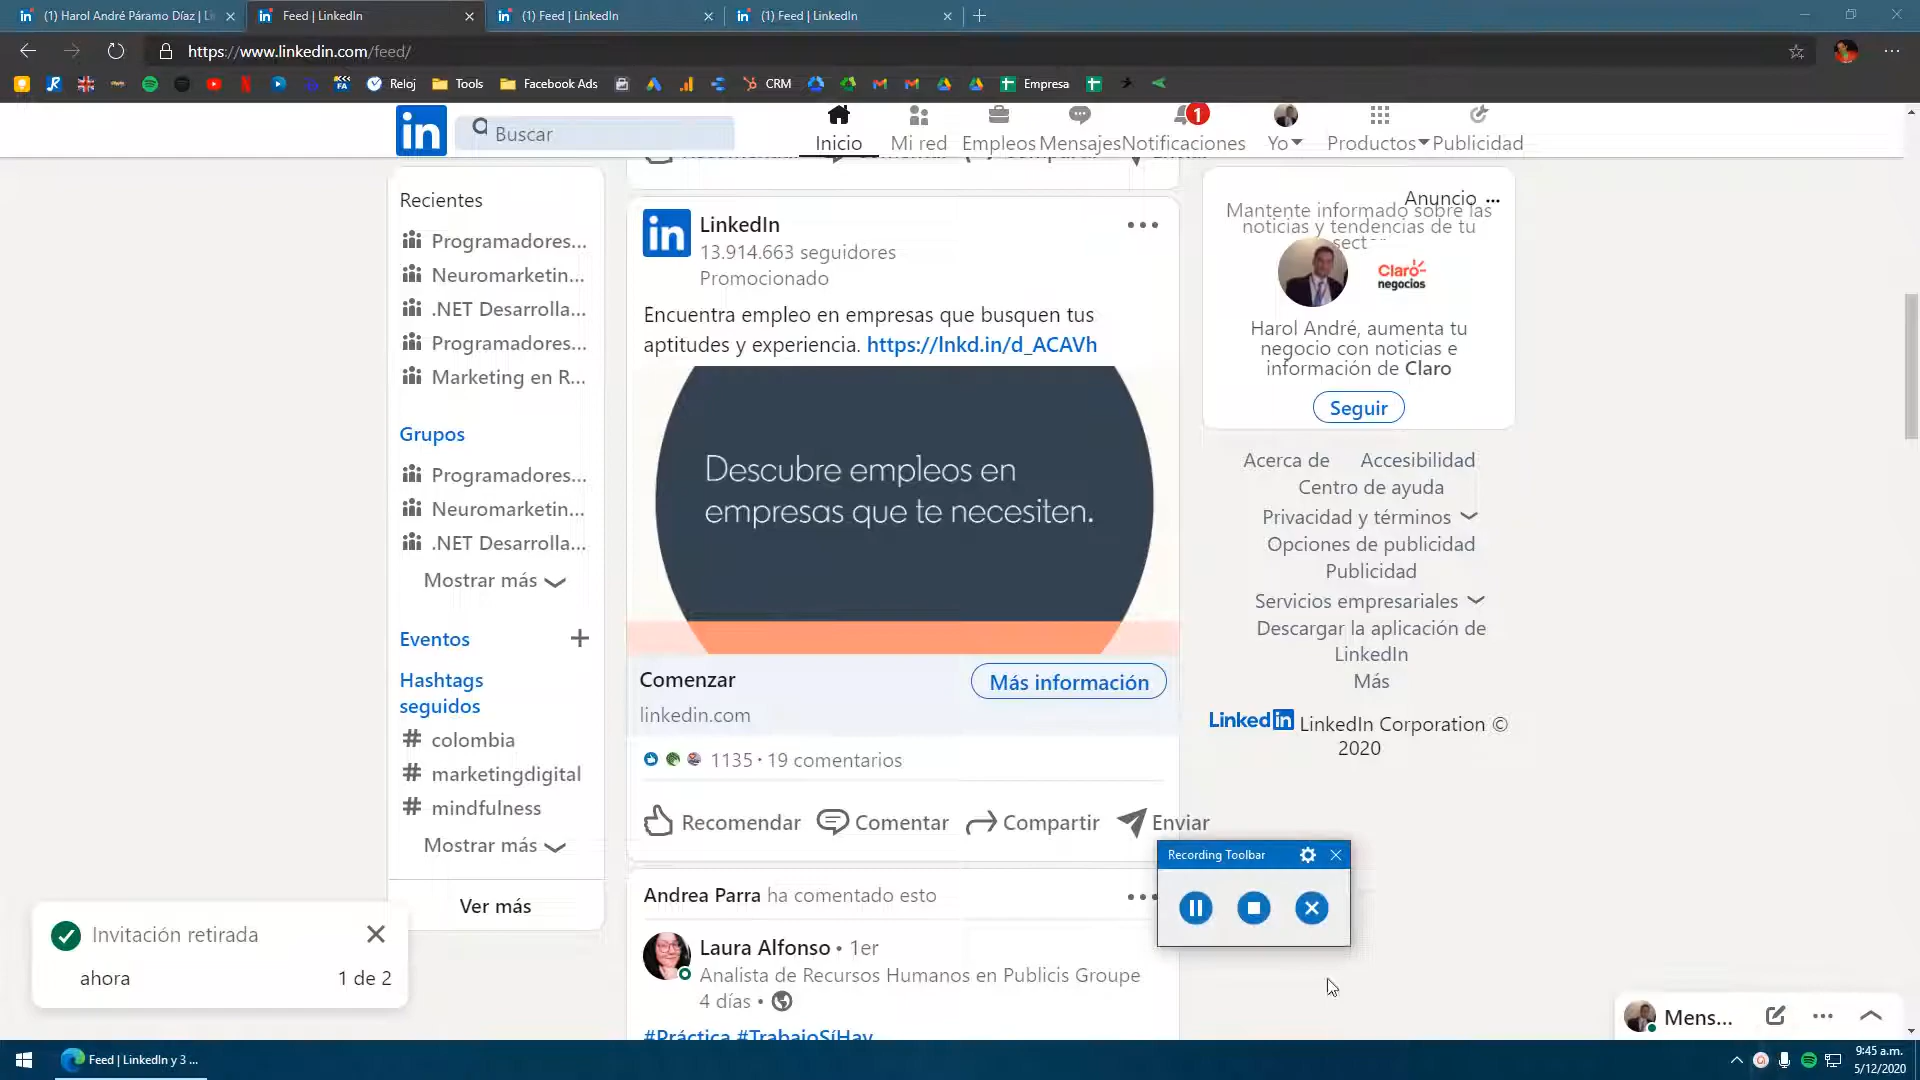 (1) Harol André Páramo Díaz | Li
Feed | LinkedIn
(1) Feed | LinkedIn
(1) Feed | LinkedIn
https://www.linkedin.com/feed/
Reloj
Tools
Facebook Ads
CRM
Empresa
in
Buscar
Inicio
Mi red
Empleos
Mensajes
Notificaciones
1
Yo
Productos
Publicidad
Recientes
Programadores...
Neuromarketin...
.NET Desarrolla...
Programadores...
Marketing en R...
Grupos
Programadores...
Neuromarketin...
.NET Desarrolla...
Mostrar más
Eventos
Hashtags
seguidos
# colombia
# marketingdigital
# mindfulness
Mostrar más
Ver más
in
LinkedIn
13.914.663 seguidores
Promocionado
Encuentra empleo en empresas que busquen tus
aptitudes y experiencia. https://lnkd.in/d_ACAVh
Descubre empleos en
empresas que te necesiten.
Comenzar
linkedin.com
Más información
1135 · 19 comentarios
Recomendar
Comentar
Compartir
Enviar
Andrea Parra ha comentado esto
Laura Alfonso • 1er
Analista de Recursos Humanos en Publicis Groupe
4 días •
#Práctica #TrabajoSíHay
Anuncio ...
Mantente informado sobre las
noticias y tendencias de tu
sector
Claro
negocios
Harol André, aumenta tu
negocio con noticias e
información de Claro
Seguir
Acerca de
Accesibilidad
Centro de ayuda
Privacidad y términos
Opciones de publicidad
Publicidad
Servicios empresariales
Descargar la aplicación de
LinkedIn
Más
Linked in LinkedIn Corporation ©
2020
Recording Toolbar
Invitación retirada
ahora
1 de 2
Mens...
Feed | LinkedIn y 3 ...
9:45 a.m.
5/12/2020